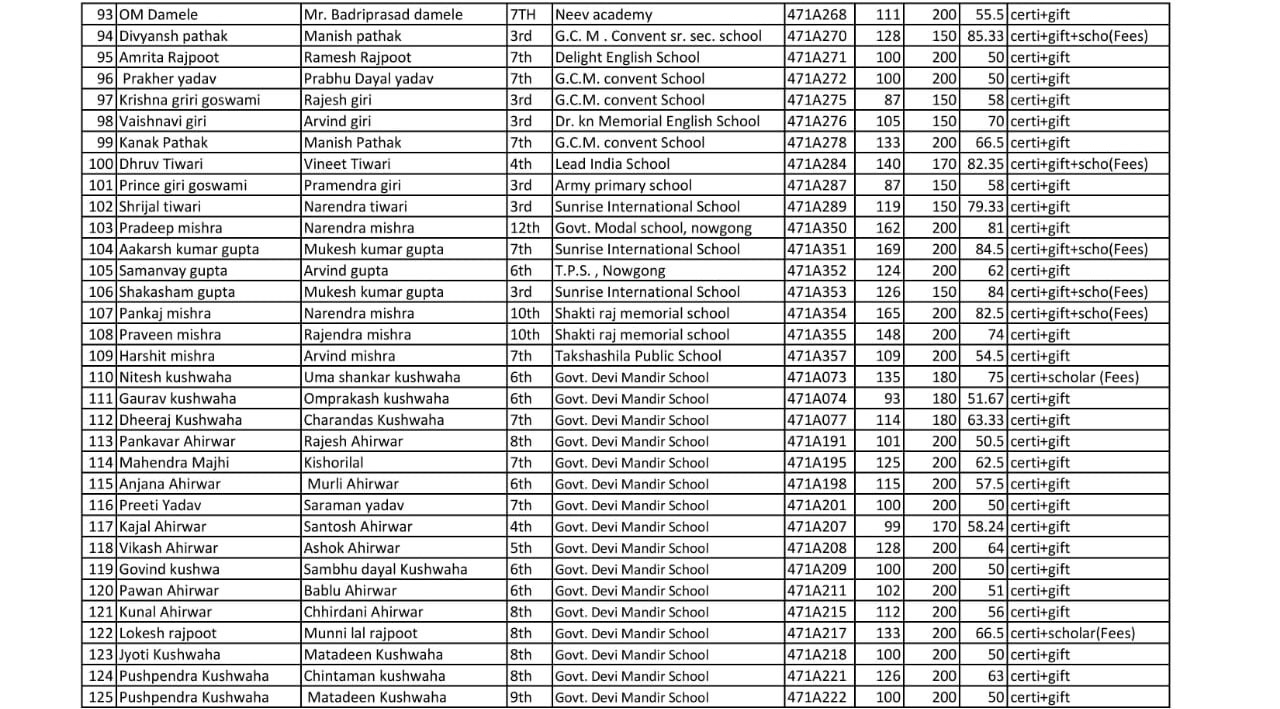 93 OM Damele Mr. Badriprasad damele 7TH Neev academy 471A268 111 200 55.5 certi+gift
94 Divyansh pathak Manish pathak 3rd G.C. M . Convent sr. sec. school 471A270 128 150 85.33 certi+gift+scho(Fees)
95 Amrita Rajpoot Ramesh Rajpoot 7th Delight English School 471A271 100 200 50 certi+gift
96 Prakher yadav Prabhu Dayal yadav 7th G.C.M. convent School 471A272 100 200 50 certi+gift
97 Krishna griri goswami Rajesh giri 3rd G.C.M. convent School 471A275 87 150 58 certi+gift
98 Vaishnavi giri Arvind giri 3rd Dr. kn Memorial English School 471A276 105 150 70 certi+gift
99 Kanak Pathak Manish Pathak 7th G.C.M. convent School 471A278 133 200 66.5 certi+gift
100 Dhruv Tiwari Vineet Tiwari 4th Lead India School 471A284 140 170 82.35 certi+gift+scho(Fees)
101 Prince giri goswami Pramendra giri 3rd Army primary school 471A287 87 150 58 certi+gift
102 Shrijal tiwari Narendra tiwari 3rd Sunrise International School 471A289 119 150 79.33 certi+gift
103 Pradeep mishra Narendra mishra 12th Govt. Modal school, nowgong 471A350 162 200 81 certi+gift
104 Aakarsh kumar gupta Mukesh kumar gupta 7th Sunrise International School 471A351 169 200 84.5 certi+gift+scho(Fees)
105 Samanvay gupta Arvind gupta 6th T.P.S. , Nowgong 471A352 124 200 62 certi+gift
106 Shakasham gupta Mukesh kumar gupta 3rd Sunrise International School 471A353 126 150 84 certi+gift+scho(Fees)
107 Pankaj mishra Narendra mishra 10th Shakti raj memorial school 471A354 165 200 82.5 certi+gift+scho(Fees)
108 Praveen mishra Rajendra mishra 10th Shakti raj memorial school 471A355 148 200 74 certi+gift
109 Harshit mishra Arvind mishra 7th Takshashila Public School 471A357 109 200 54.5 certi+gift
110 Nitesh kushwaha Uma shankar kushwaha 6th Govt. Devi Mandir School 471A073 135 180 75 certi+scholar (Fees)
111 Gaurav kushwaha Omprakash kushwaha 6th Govt. Devi Mandir School 471A074 93 180 51.67 certi+gift
112 Dheeraj Kushwaha Charandas Kushwaha 7th Govt. Devi Mandir School 471A077 114 180 63.33 certi+gift
113 Pankavar Ahirwar Rajesh Ahirwar 8th Govt. Devi Mandir School 471A191 101 200 50.5 certi+gift
114 Mahendra Majhi Kishorilal 7th Govt. Devi Mandir School 471A195 125 200 62.5 certi+gift
115 Anjana Ahirwar Murli Ahirwar 6th Govt. Devi Mandir School 471A198 115 200 57.5 certi+gift
116 Preeti Yadav Saraman yadav 7th Govt. Devi Mandir School 471A201 100 200 50 certi+gift
117 Kajal Ahirwar Santosh Ahirwar 4th Govt. Devi Mandir School 471A207 99 170 58.24 certi+gift
118 Vikash Ahirwar Ashok Ahirwar 5th Govt. Devi Mandir School 471A208 128 200 64 certi+gift
119 Govind kushwa Sambhu dayal Kushwaha 6th Govt. Devi Mandir School 471A209 100 200 50 certi+gift
120 Pawan Ahirwar Bablu Ahirwar 6th Govt. Devi Mandir School 471A211 102 200 51 certi+gift
121 Kunal Ahirwar Chhirdani Ahirwar 8th Govt. Devi Mandir School 471A215 112 200 56 certi+gift
122 Lokesh rajpoot Munni lal rajpoot 8th Govt. Devi Mandir School 471A217 133 200 66.5 certi+scholar(Fees)
123 Jyoti Kushwaha Matadeen Kushwaha 8th Govt. Devi Mandir School 471A218 100 200 50 certi+gift
124 Pushpendra Kushwaha Chintaman kushwaha 8th Govt. Devi Mandir School 471A221 126 200 63 certi+gift
125 Pushpendra Kushwaha Matadeen Kushwaha 9th Govt. Devi Mandir School 471A222 100 200 50 certi+gift